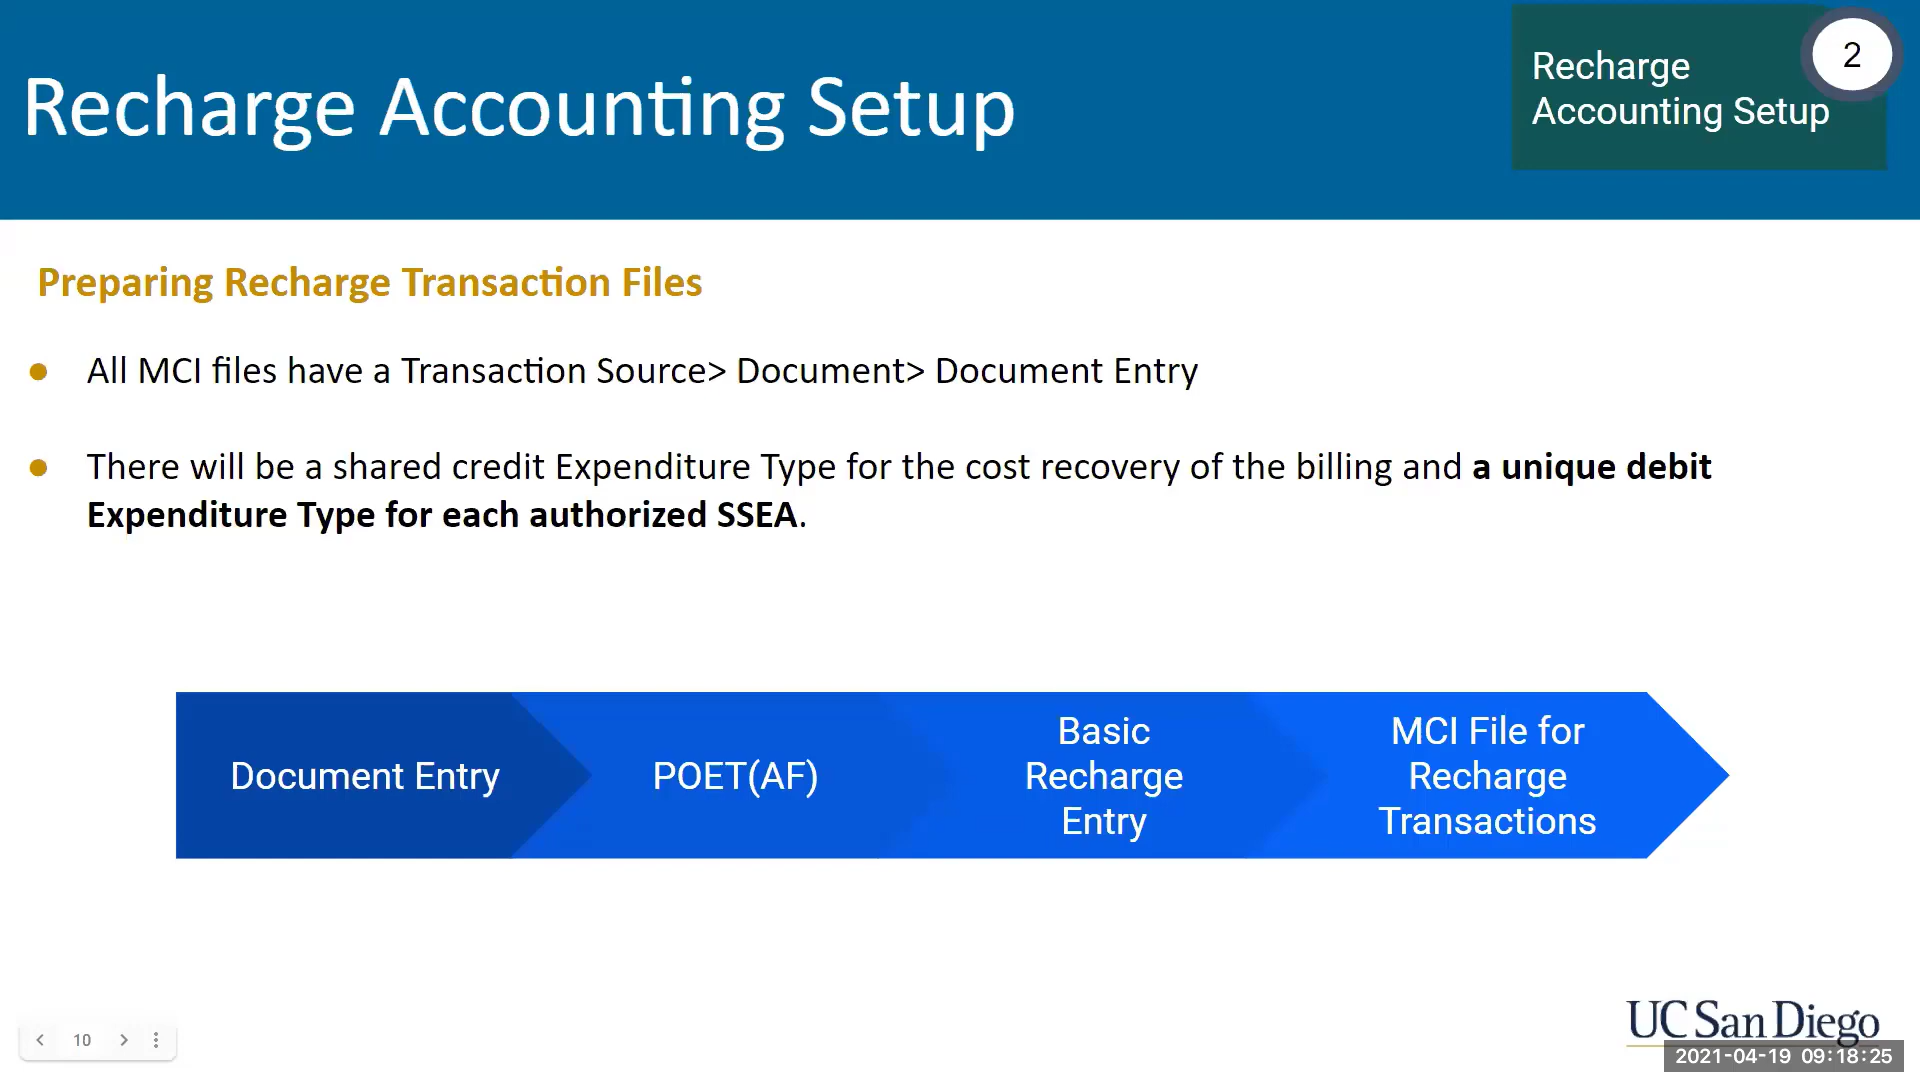 Recharge Accounting Setup
Recharge
Accounting Setup
2
Preparing Recharge Transaction Files
All MCI files have a Transaction Source> Document> Document Entry
There will be a shared credit Expenditure Type for the cost recovery of the billing and a unique debit
Expenditure Type for each authorized SSEA.
Document Entry
POET(AF)
Basic
Recharge
Entry
MCI File for
Recharge
Transactions
10
UC San Diego
2021-04-19 09:18:25